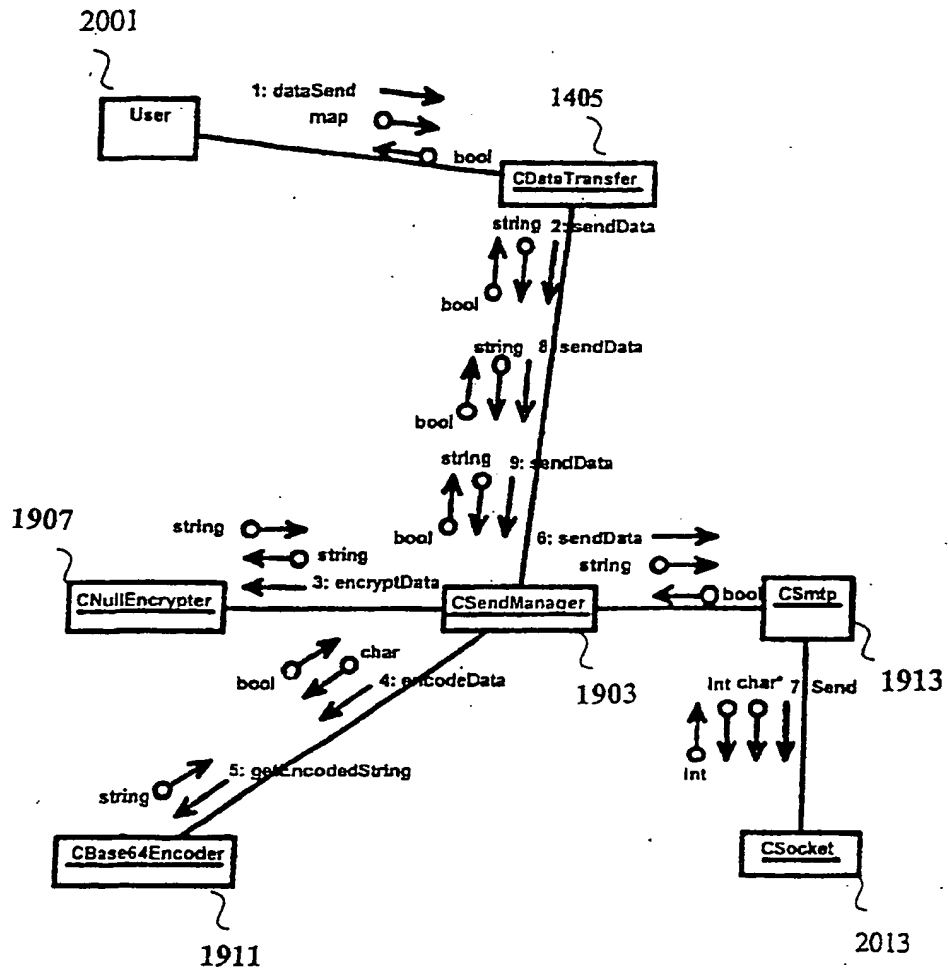 2001
User
1: dataSend
map
bool
1405
CDataTransfer
string 2: sendData
bool
string 8: sendData
bool
string 9: sendData
bool
1907
string
string
3: encryptData
CNullEncrypter
6: sendData
string
bool
CSendManager
1903
CSmtp
1913
char
bool
4: encodeData
5: getEncodedString
string
CBase64Encoder
1911
Int char* 7 Send
Int
CSocket
2013